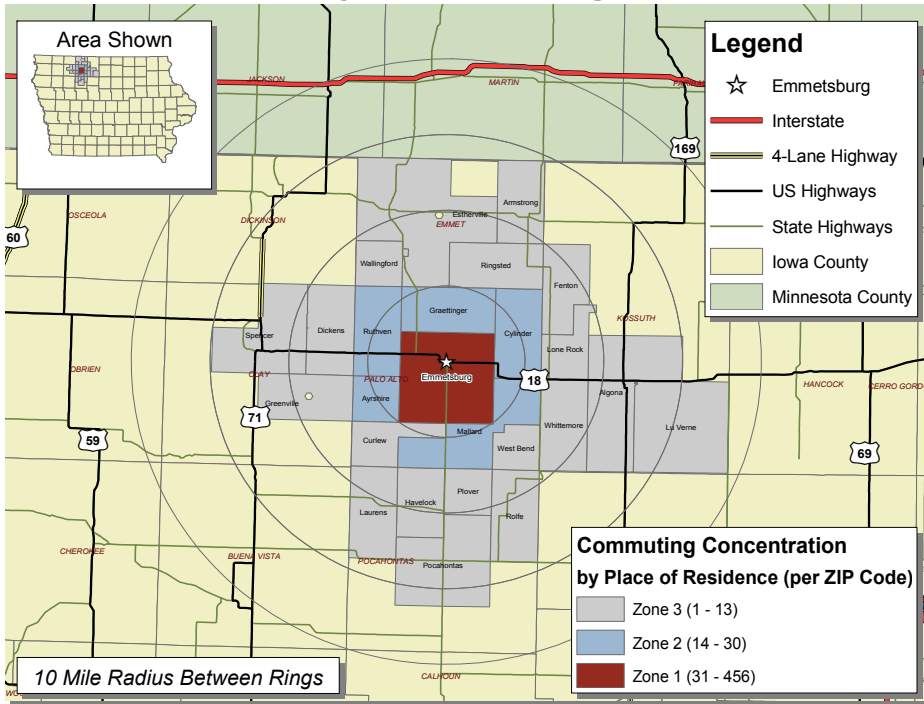 Area Shown
Legend
Emmetsburg
Interstate
4-Lane Highway
US Highways
State Highways
Iowa County
Minnesota County
JACKSON
MARTIN
169
OSCEOLA
DICKINSON
60
Armstrong
Estherville
EMMET
Wallingford
Ringsted
Fenton
Graettinger
KOSSUTH
Spencer
Dickens
Ruthven
Cylinder
Lone Rock
OBRIEN
CLAY
PALO ALTO
Emmetsburg
18
Algona
HANCOCK
CERRO GORD
Greenville
Ayrshire
71
59
Curlew
Mallard
West Bend
Whittemore
Lu Verne
69
Havelock
Plover
Laurens
Rolfe
CHEROKEE
BUENA VISTA
POCAHONTAS
Pocahontas
CALHOUN
Commuting Concentration
by Place of Residence (per ZIP Code)
Zone 3 (1 - 13)
Zone 2 (14 - 30)
Zone 1 (31 - 456)
10 Mile Radius Between Rings